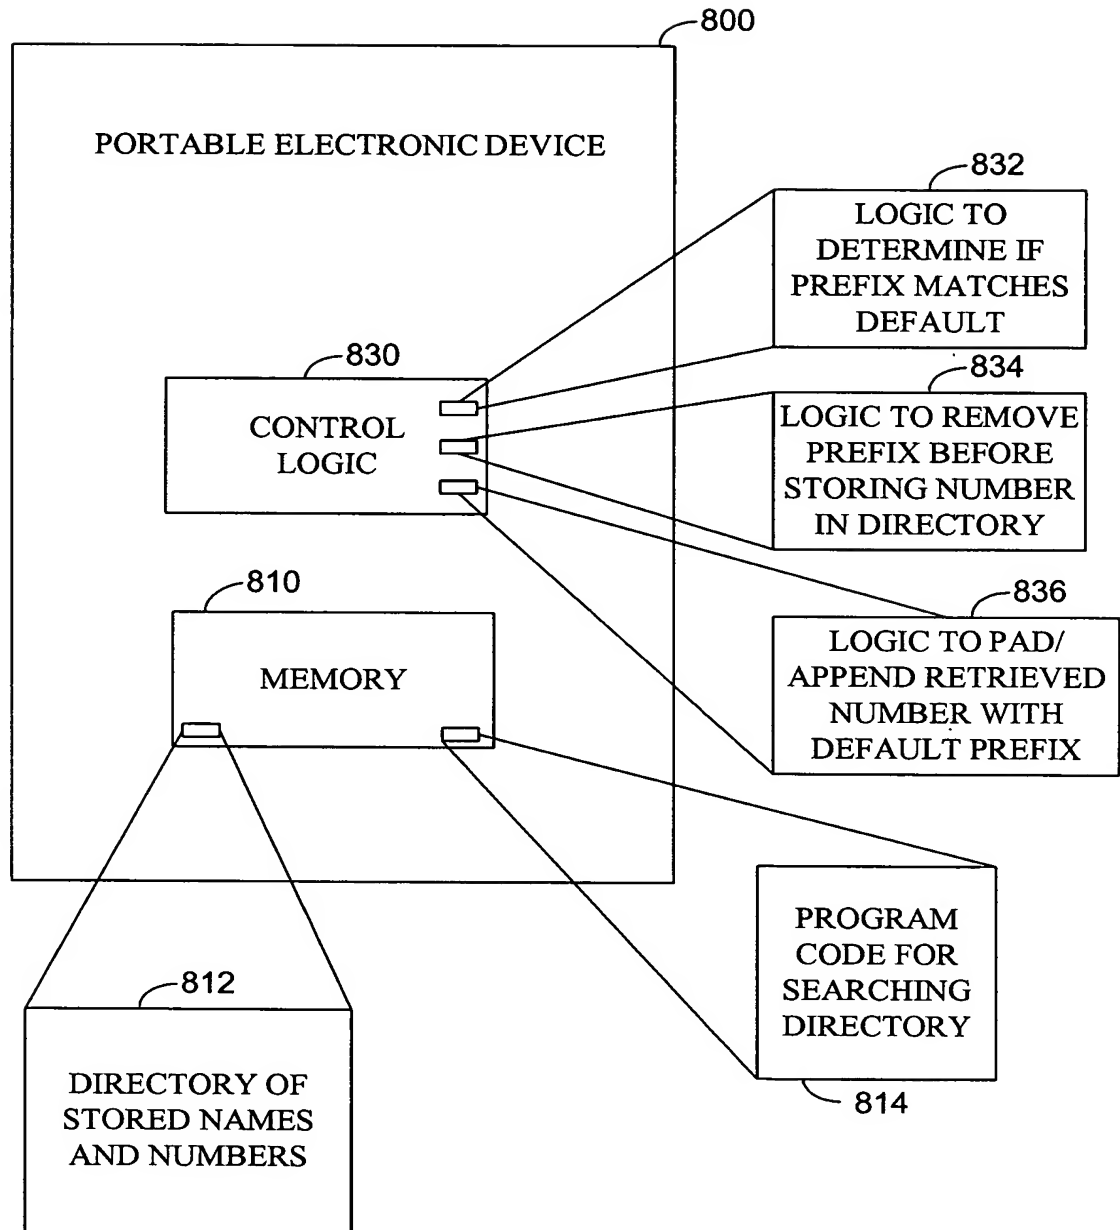 800
PORTABLE ELECTRONIC DEVICE
832
LOGIC TO
DETERMINE IF
PREFIX MATCHES
DEFAULT
830
CONTROL
LOGIC
834
LOGIC TO REMOVE
PREFIX BEFORE
STORING NUMBER
IN DIRECTORY
810
MEMORY
836
LOGIC TO PAD/
APPEND RETRIEVED
NUMBER WITH
DEFAULT PREFIX
812
DIRECTORY OF
STORED NAMES
AND NUMBERS
PROGRAM
CODE FOR
SEARCHING
DIRECTORY
814